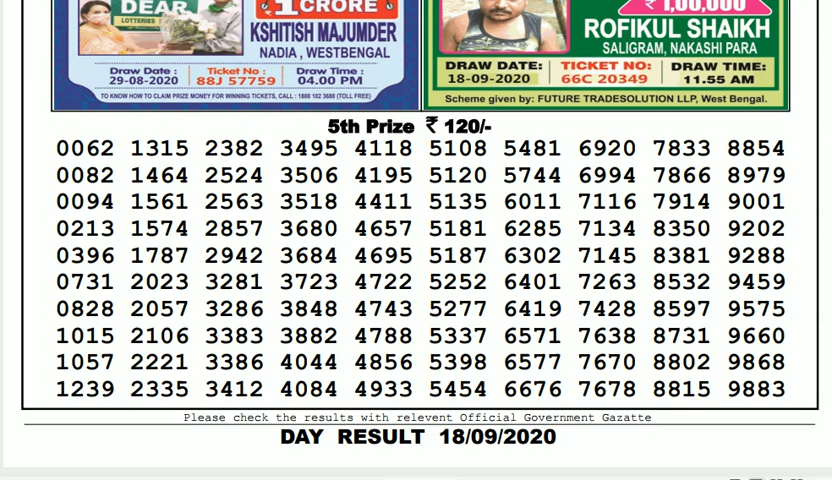 DEAR
LOTTERIES
1 CRORE
KSHITISH MAJUMDER
NADIA , WESTBENGAL
Draw Date : 29-08-2020
Ticket No : 88J 57759
Draw Time : 04.00 PM
TO KNOW HOW TO CLAIM PRIZE MONEY FOR WINNING TICKETS, CALL : 1800 102 3680 (TOLL FREE)
₹ 1,00,000
ROFIKUL SHAIKH
SALIGRAM, NAKASHI PARA
DRAW DATE: 18-09-2020
TICKET NO: 66C 20349
DRAW TIME: 11.55 AM
Scheme given by: FUTURE TRADESOLUTION LLP, West Bengal.
5th Prize ₹ 120/-
0062 1315 2382 3495 4118 5108 5481 6920 7833 8854
0082 1464 2524 3506 4195 5120 5744 6994 7866 8979
0094 1561 2563 3518 4411 5135 6011 7116 7914 9001
0213 1574 2857 3680 4657 5181 6285 7134 8350 9202
0396 1787 2942 3684 4695 5187 6302 7145 8381 9288
0731 2023 3281 3723 4722 5252 6401 7263 8532 9459
0828 2057 3286 3848 4743 5277 6419 7428 8597 9575
1015 2106 3383 3882 4788 5337 6571 7638 8731 9660
1057 2221 3386 4044 4856 5398 6577 7670 8802 9868
1239 2335 3412 4084 4933 5454 6676 7678 8815 9883
Please check the results with relevent Official Government Gazatte
DAY RESULT 18/09/2020